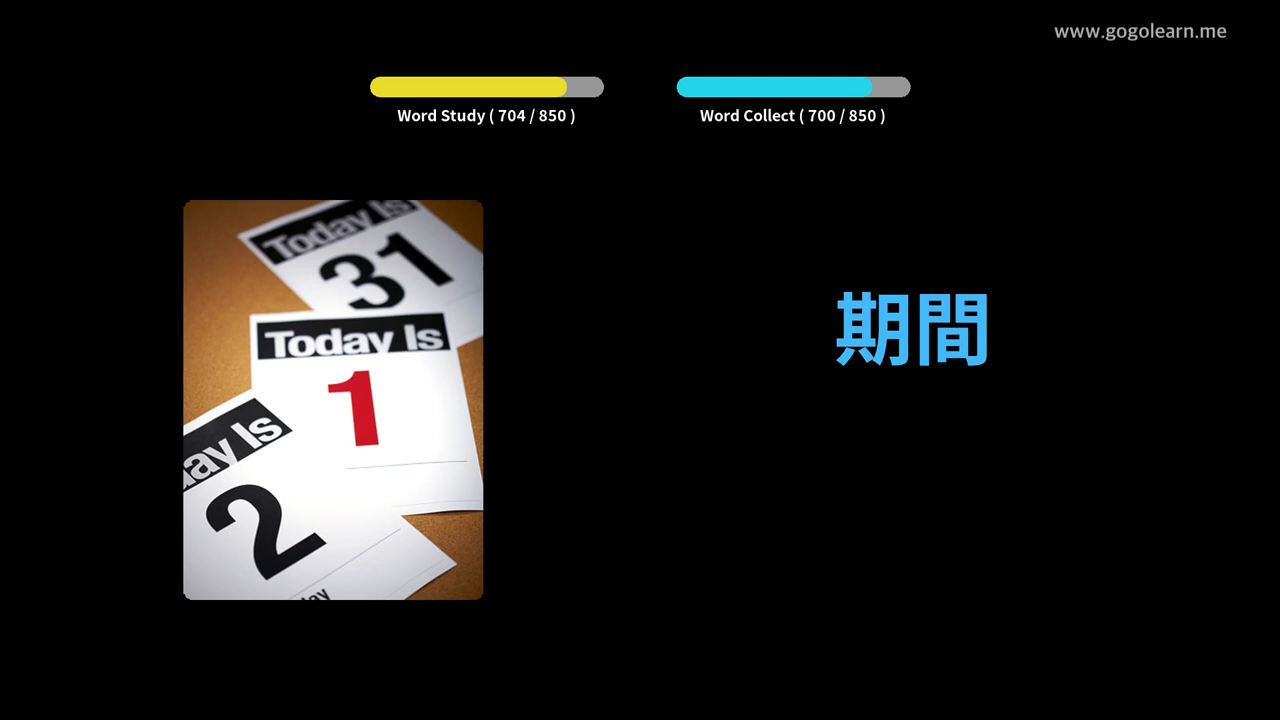 www.gogolearn.me
Word Study ( 704 / 850 )
Word Collect ( 700 / 850 )
Today Is
31
Today Is
1
期間
ay Is
2
ay